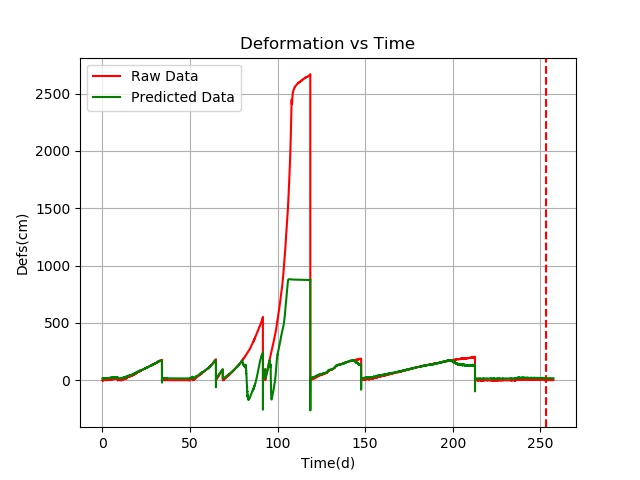 Deformation vs Time
Raw Data
Predicted Data
2500
2000
1500
1000
500
0
Defs(cm)
0 50 100 150 200 250
Time(d)